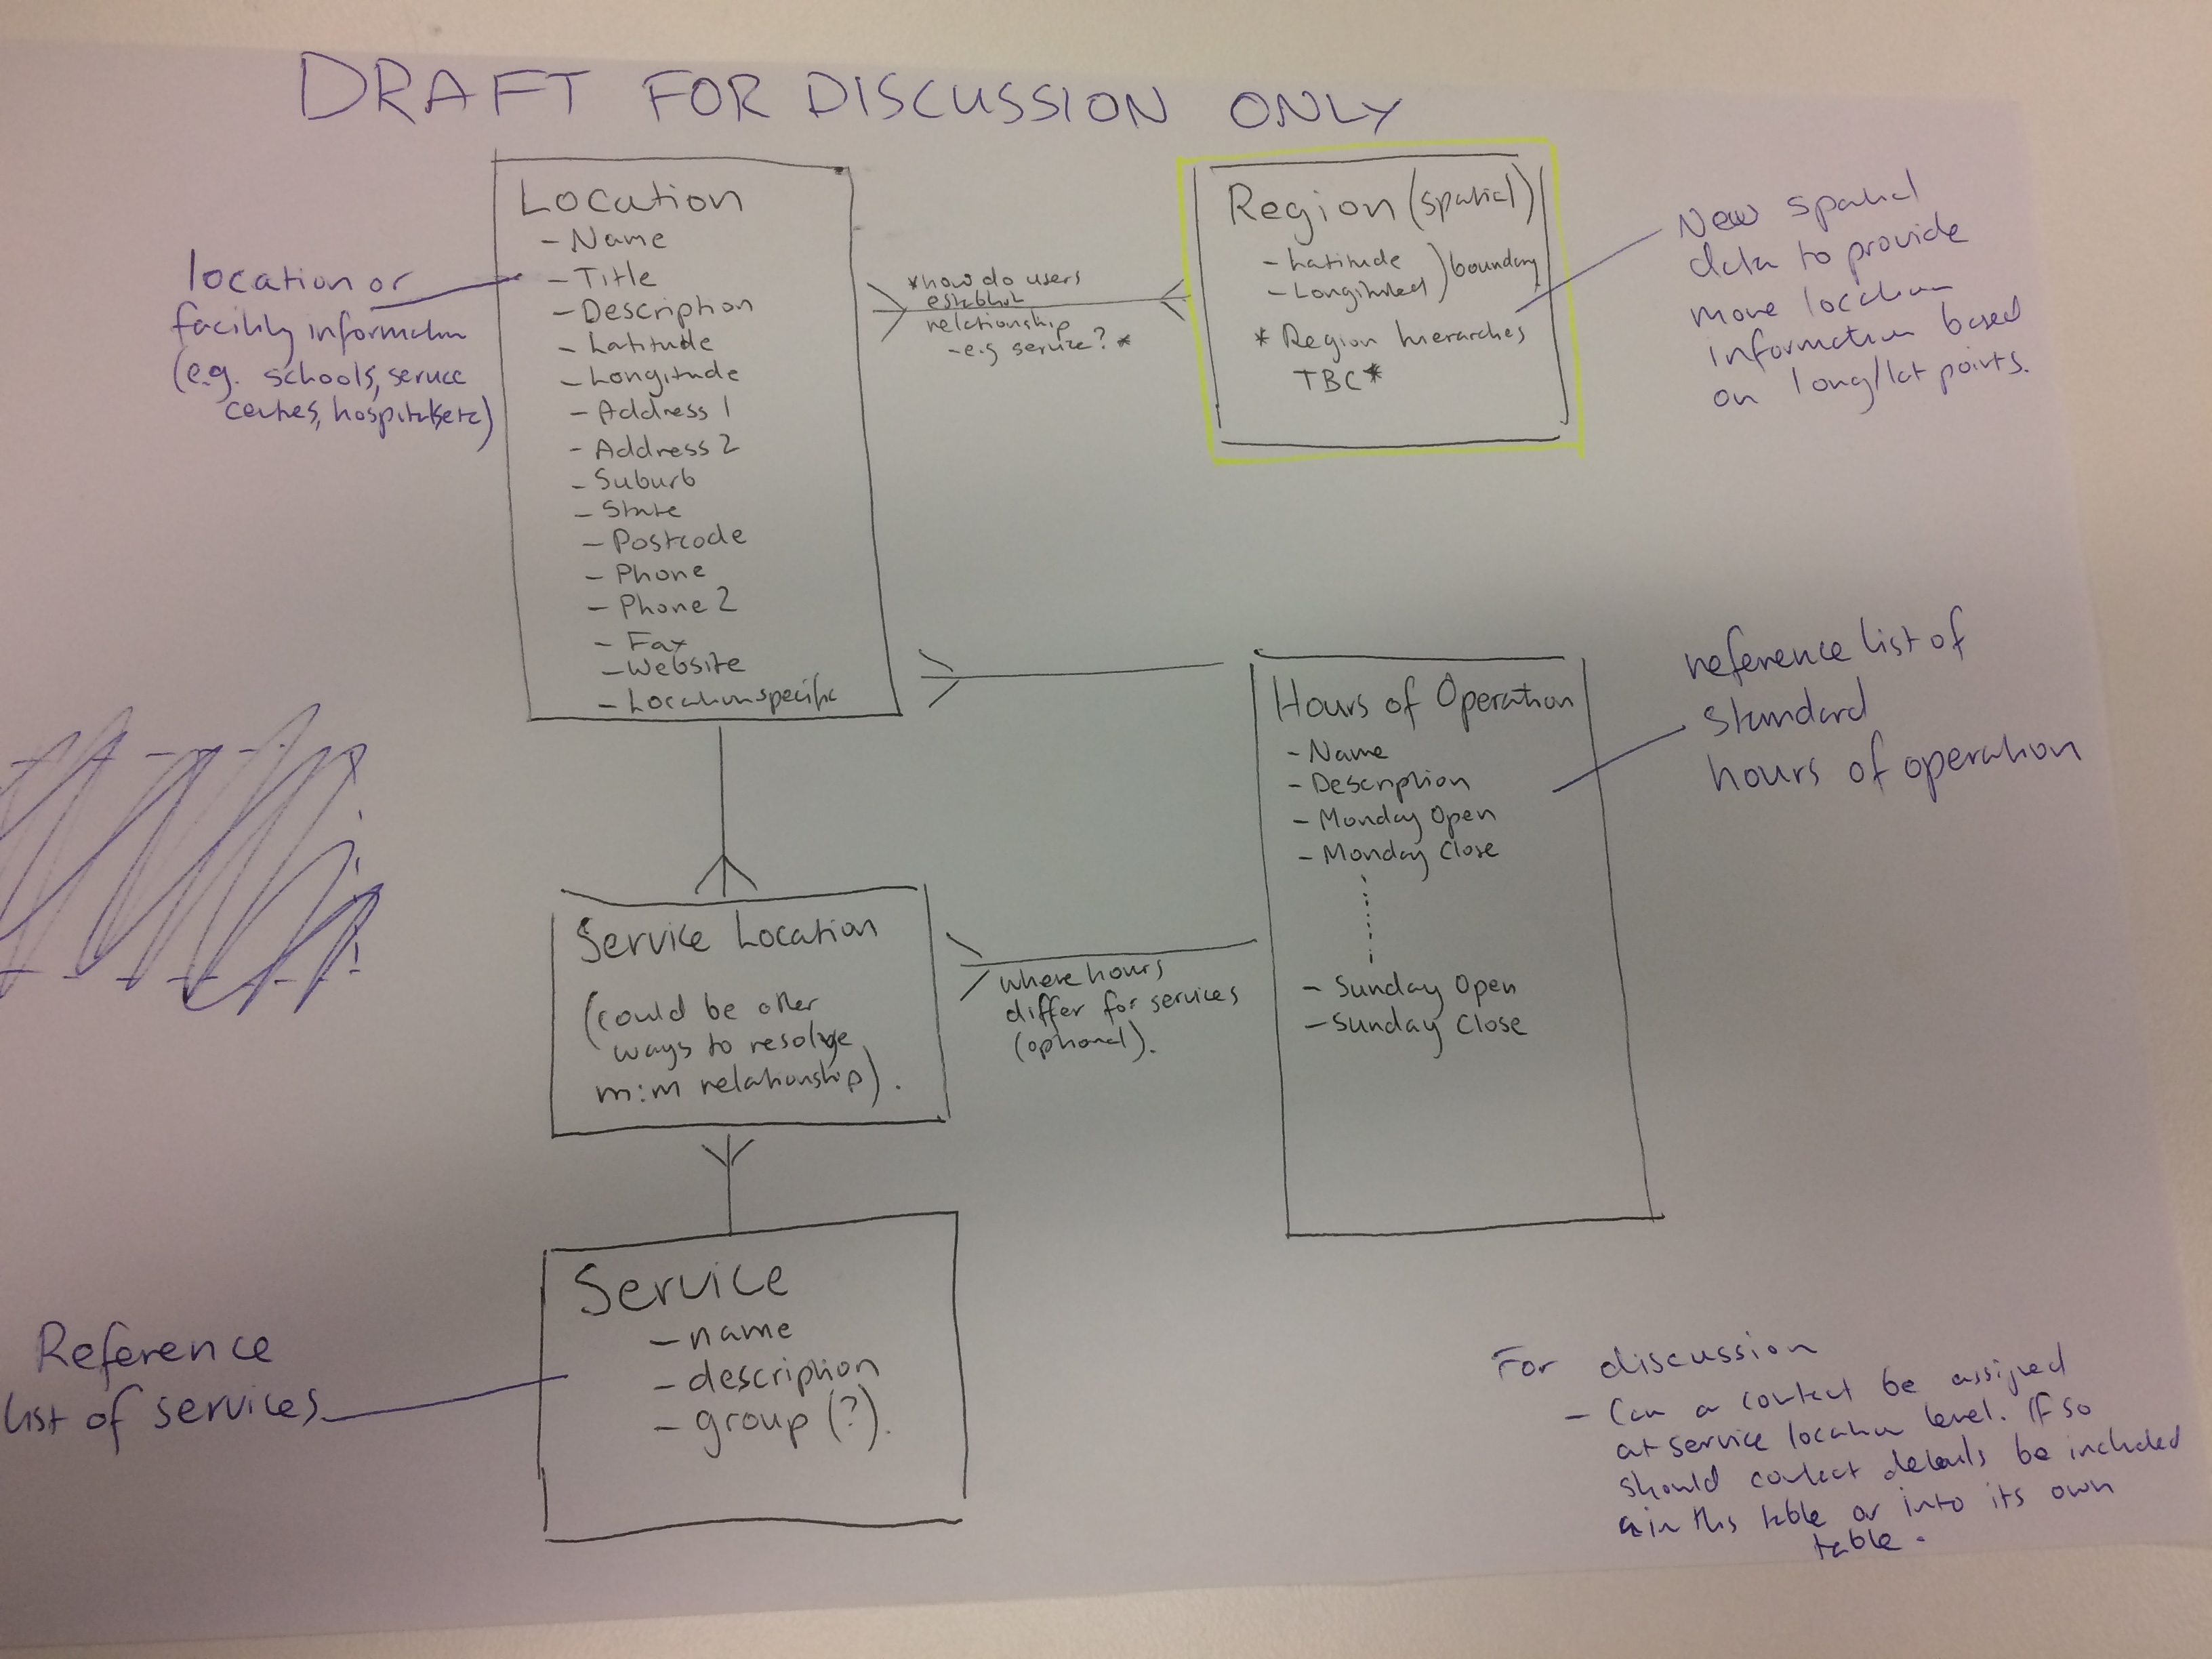 DRAFT FOR DISCUSSION ONLY
Location
- Name
- Title
- Description
- Latitude
- Longitude
- Address 1
- Address 2
- Suburb
- State
- Postcode
- Phone
- Phone 2
- Fax
- Website
- Location specific
location or
facility information
(e.g. schools, service
centres, hospitals, etc)
*how do users
establish
relationship
-e.g service? *
Region (spatial)
- Latitude
- Longitude
) boundary
* Region hierarches
TBC *
New spatial
data to provide
more location
information based
on long/lat points.
Hours of Operation
- Name
- Description
- Monday Open
- Monday Close
- Sunday Open
- Sunday Close
reference list of
standard
hours of operation
Service Location
(could be other
ways to resolve
m:m relationship).
where hours
differ for services
(optional).
Service
- name
- description
- group (?).
Reference
list of services
For discussion
- Can a contact be assigned
at service location level. If so
should contact details be included
in this table or into its own
table.